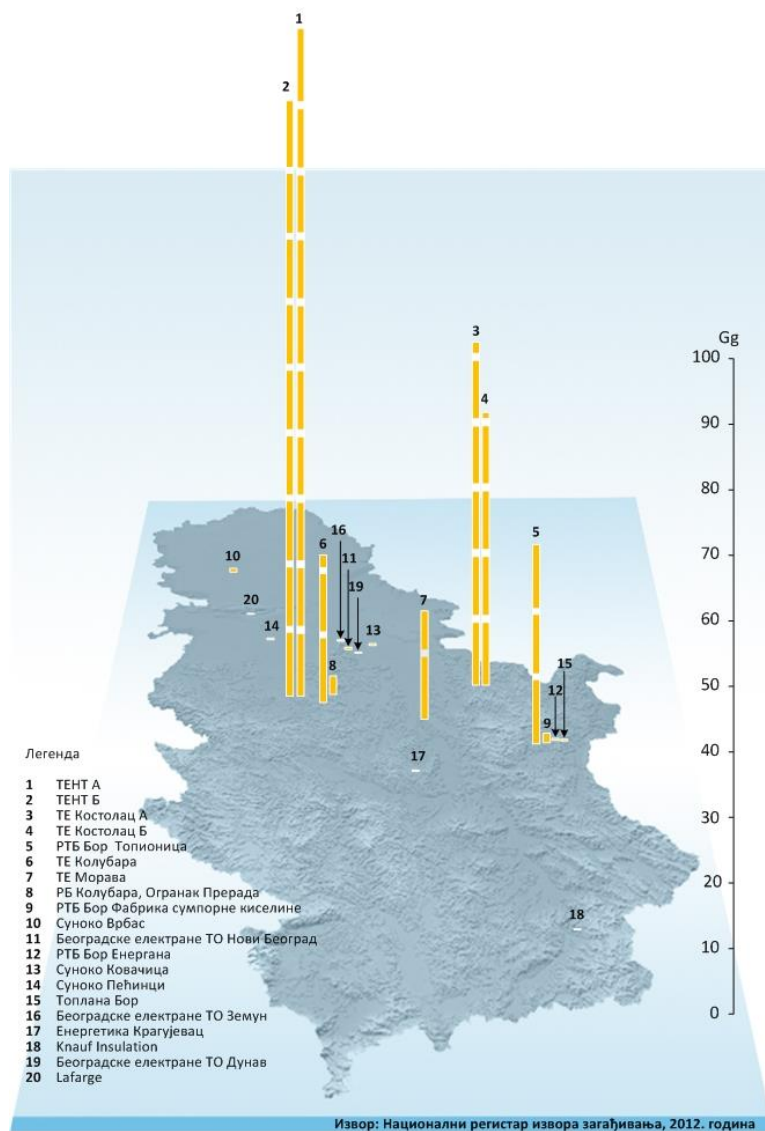 1
2
3
Gg
100
4
90
80
5
16
70
6
11
10
7
19
60
20
13
14
15
8
12
50
9
40
17
Легенда
1 ТЕНТ А
2 ТЕНТ Б
3 ТЕ Костолац А
4 ТЕ Костолац Б
5 РТБ Бор Топионица
6 ТЕ Колубара
7 ТЕ Морава
8 РБ Колубара, Огранак Прерада
9 РТБ Бор Фабрика сумпорне киселине
10 Суноко Врбас
11 Београдске електране ТО Нови Београд
12 РТБ Бор Енергана
13 Суноко Ковачица
14 Суноко Пећинци
15 Топлана Бор
16 Београдске електране ТО Земун
17 Енергетика Крагујевац
18 Knauf Insulation
19 Београдске електране ТО Дунав
20 Lafarge
30
20
18
10
0
Извор: Национални регистар извора загађивања, 2012. година